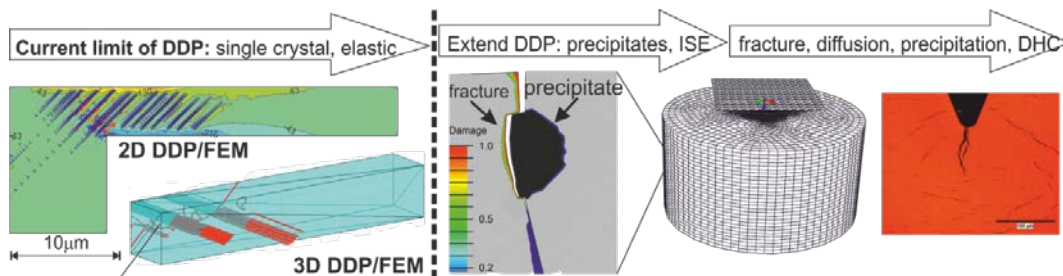 Current limit of DDP: single crystal, elastic
Extend DDP: precipitates, ISE
fracture, diffusion, precipitation, DHC
2D DDP/FEM
10μm
3D DDP/FEM
fracture
precipitate
Damage
1.0
0.5
0.2